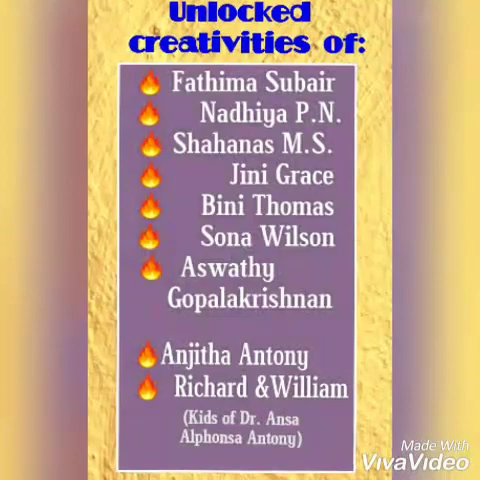 Unlocked
creativities of:
🔥 Fathima Subair
🔥 Nadhiya P.N.
🔥 Shahanas M.S.
🔥 Jini Grace
🔥 Bini Thomas
🔥 Sona Wilson
🔥 Aswathy
Gopalakrishnan
🔥 Anjitha Antony
🔥 Richard &William
(Kids of Dr. Ansa
Alphonsa Antony)
Made With
VivaVideo